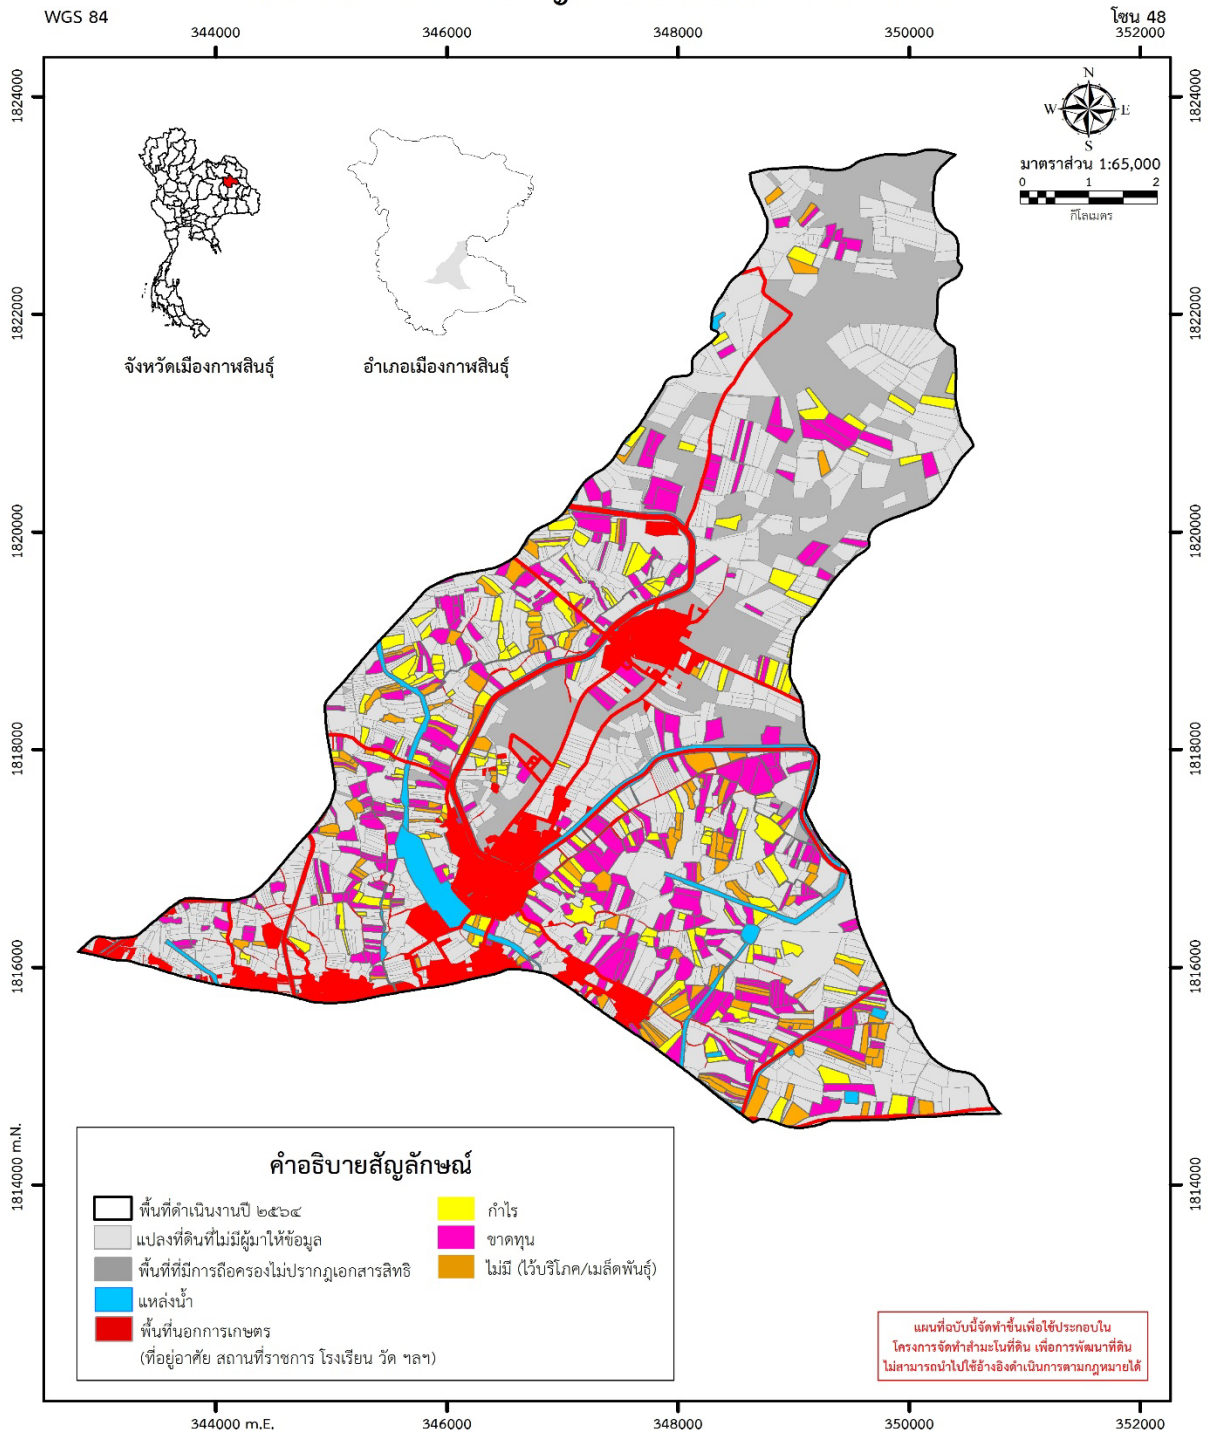 WGS 84
โซน 48
344000
346000
348000
350000
352000
1824000
1824000
N
W
E
S
มาตราส่วน 1:65,000
0
1
2
กิโลเมตร
จังหวัดเมืองกาฬสินธุ์
อำเภอเมืองกาฬสินธุ์
1822000
1822000
1820000
1820000
1818000
1818000
1816000
1816000
1814000 m.N.
1814000
คำอธิบายสัญลักษณ์
พื้นที่ดำเนินงานปี ๒๕๖๔
แปลงที่ดินที่ไม่มีผู้มาให้ข้อมูล
พื้นที่ที่มีการถือครองไม่ปรากฏเอกสารสิทธิ
แหล่งน้ำ
พื้นที่นอกการเกษตร
(ที่อยู่อาศัย สถานที่ราชการ โรงเรียน วัด ฯลฯ)
กำไร
ขาดทุน
ไม่มี (ไว้บริโภค/เมล็ดพันธุ์)
แผนที่ฉบับนี้จัดทำขึ้นเพื่อใช้ประกอบใน
โครงการจัดทำสำมะโนที่ดิน เพื่อการพัฒนาที่ดิน
ไม่สามารถนำไปใช้อ้างอิงดำเนินการตามกฎหมายได้
344000 m.E.
346000
348000
350000
352000